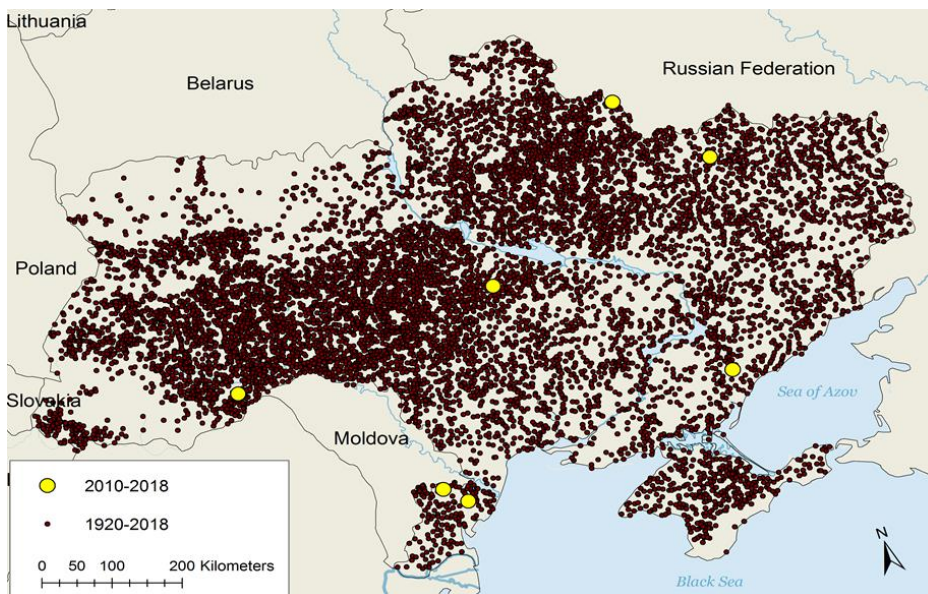 Lithuania
Belarus
Russian Federation
Poland
Slovakia
Sea of Azov
Moldova
2010-2018
1920-2018
0 50 100 200 Kilometers
N
Black Sea